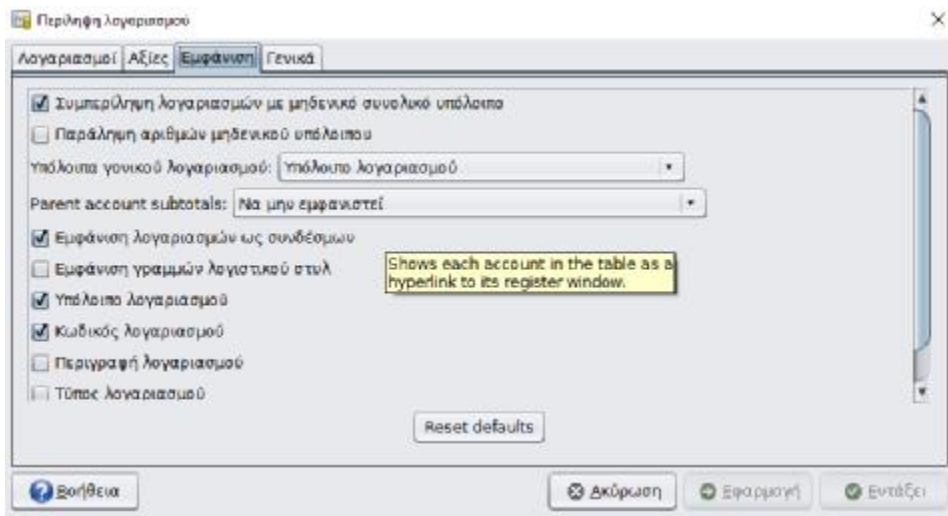 Περίληψη λογαριασμού
Λογαριασμοί Αξίες Εμφάνιση Γενικά
Συμπερίληψη λογαριασμών με μηδενικό συνολικό υπόλοιπο
Παράληψη αριθμών μηδενικού υπόλοιπου
Υπόλοιπα γονικού λογαριασμού: Υπόλοιπο λογαριασμού
Parent account subtotals: Να μην εμφανιστεί
Εμφάνιση λογαριασμών ως συνδέσμων
Εμφάνιση γραμμών λογιστικού στυλ
Shows each account in the table as a
hyperlink to its register window.
Υπόλοιπο λογαριασμού
Κωδικός λογαριασμού
Περιγραφή λογαριασμού
Τύπος λογαριασμού
Reset defaults
Βοήθεια Ακύρωση Εφαρμογή Εντάξει